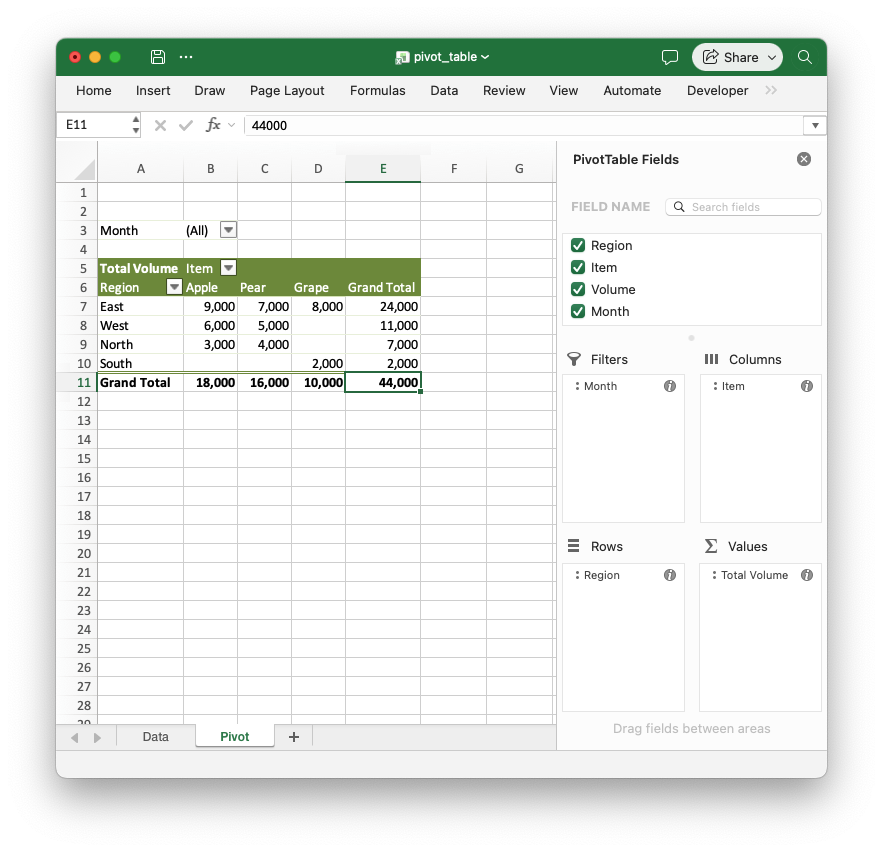 pivot_table
Share
Home Insert Draw Page Layout Formulas Data Review View Automate Developer
E11 fx 44000
A B C D E F G
1
2
3 Month (All)
4
5 Total Volume Item
6 Region Apple Pear Grape Grand Total
7 East 9,000 7,000 8,000 24,000
8 West 6,000 5,000 11,000
9 North 3,000 4,000 7,000
10 South 2,000 2,000
11 Grand Total 18,000 16,000 10,000 44,000
12
13
14
15
16
17
18
19
20
21
22
23
24
25
26
27
28
29
Data Pivot +
PivotTable Fields
FIELD NAME Search fields
Region
Item
Volume
Month
Filters Columns
Month Item
Rows Values
Region Total Volume
Drag fields between areas